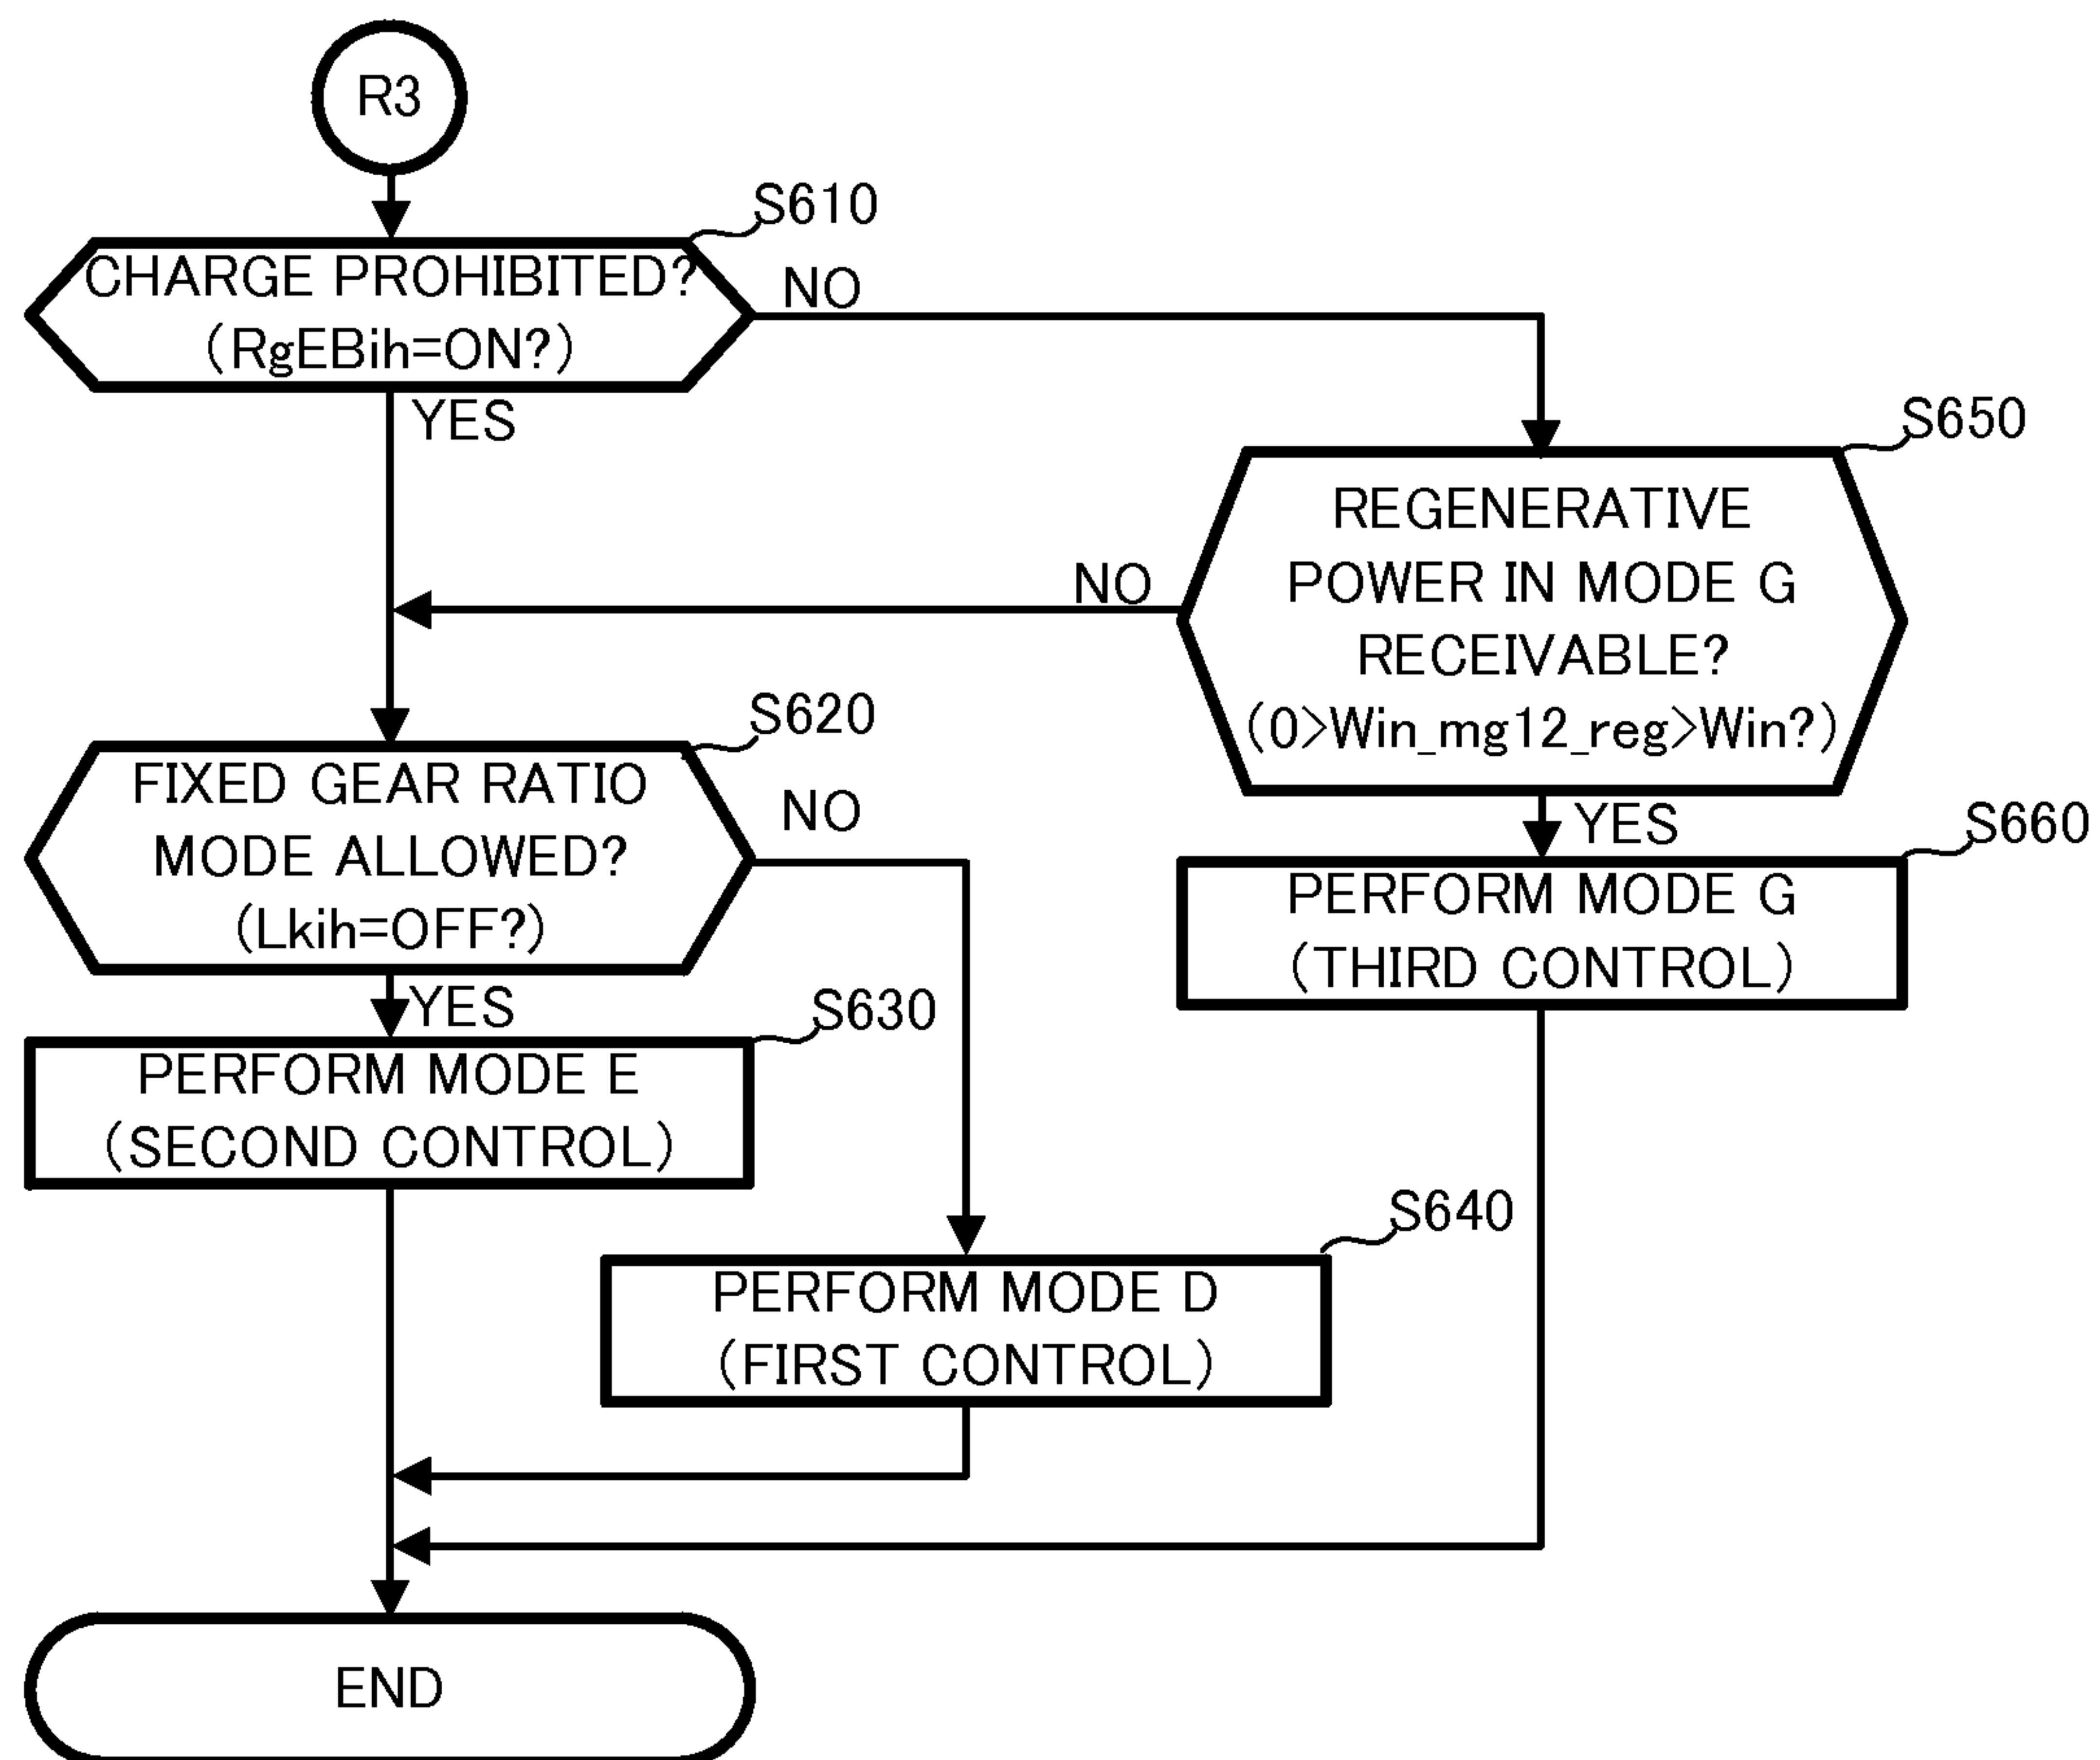 R3
S610
CHARGE PROHIBITED?
(RgEBih=ON?)
NO
YES
S650
REGENERATIVE
POWER IN MODE G
RECEIVABLE?
(0>Win_mg12_reg>Win?)
NO
YES
S620
FIXED GEAR RATIO
MODE ALLOWED?
(Lkih=OFF?)
NO
YES
S660
PERFORM MODE G
(THIRD CONTROL)
S630
PERFORM MODE E
(SECOND CONTROL)
S640
PERFORM MODE D
(FIRST CONTROL)
END